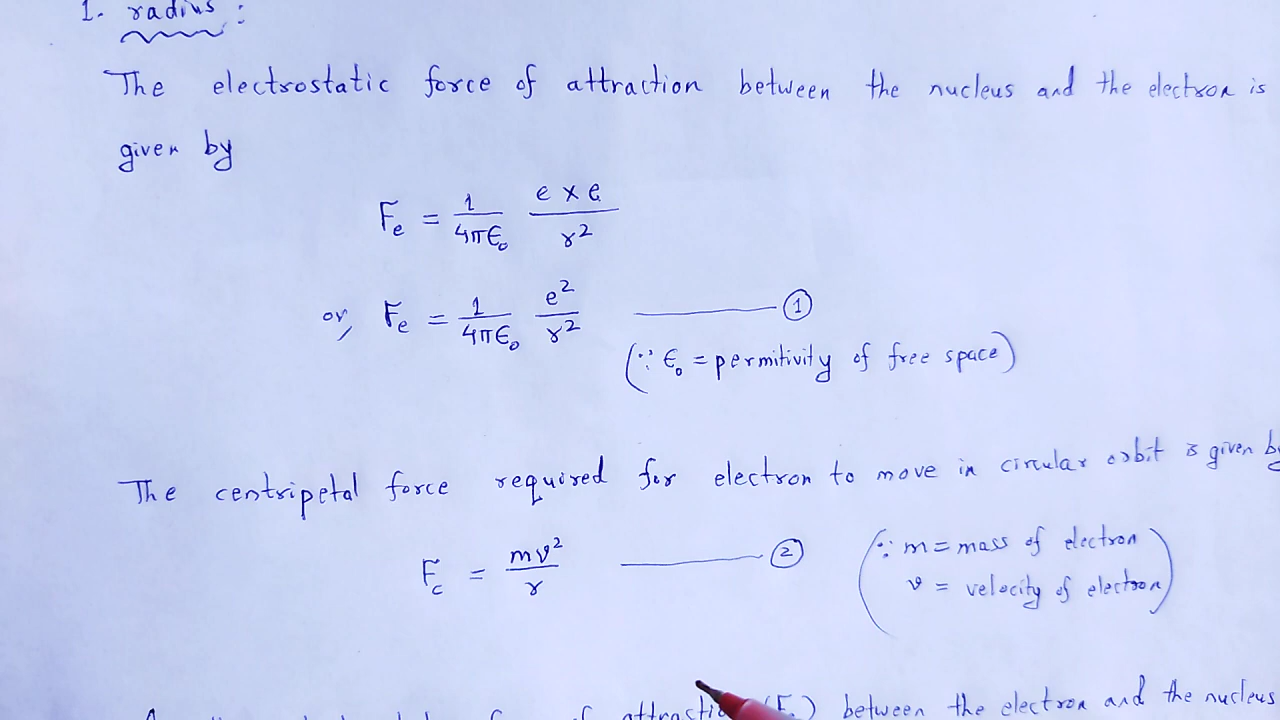 1. radius :
The electrostatic force of attraction between the nucleus and the electron is
given by
Fe = 1/4πϵ₀ e × e/r²
or, Fe = 1/4πϵ₀ e²/r² ——— ①
(∵ ϵ₀ = permitivity of free space)
The centripetal force required for electron to move in circular orbit is given by
Fc = mv²/r ——— ②
(∵ m = mass of electron
v = velocity of electron)
of attraction between the electron and the nucleus